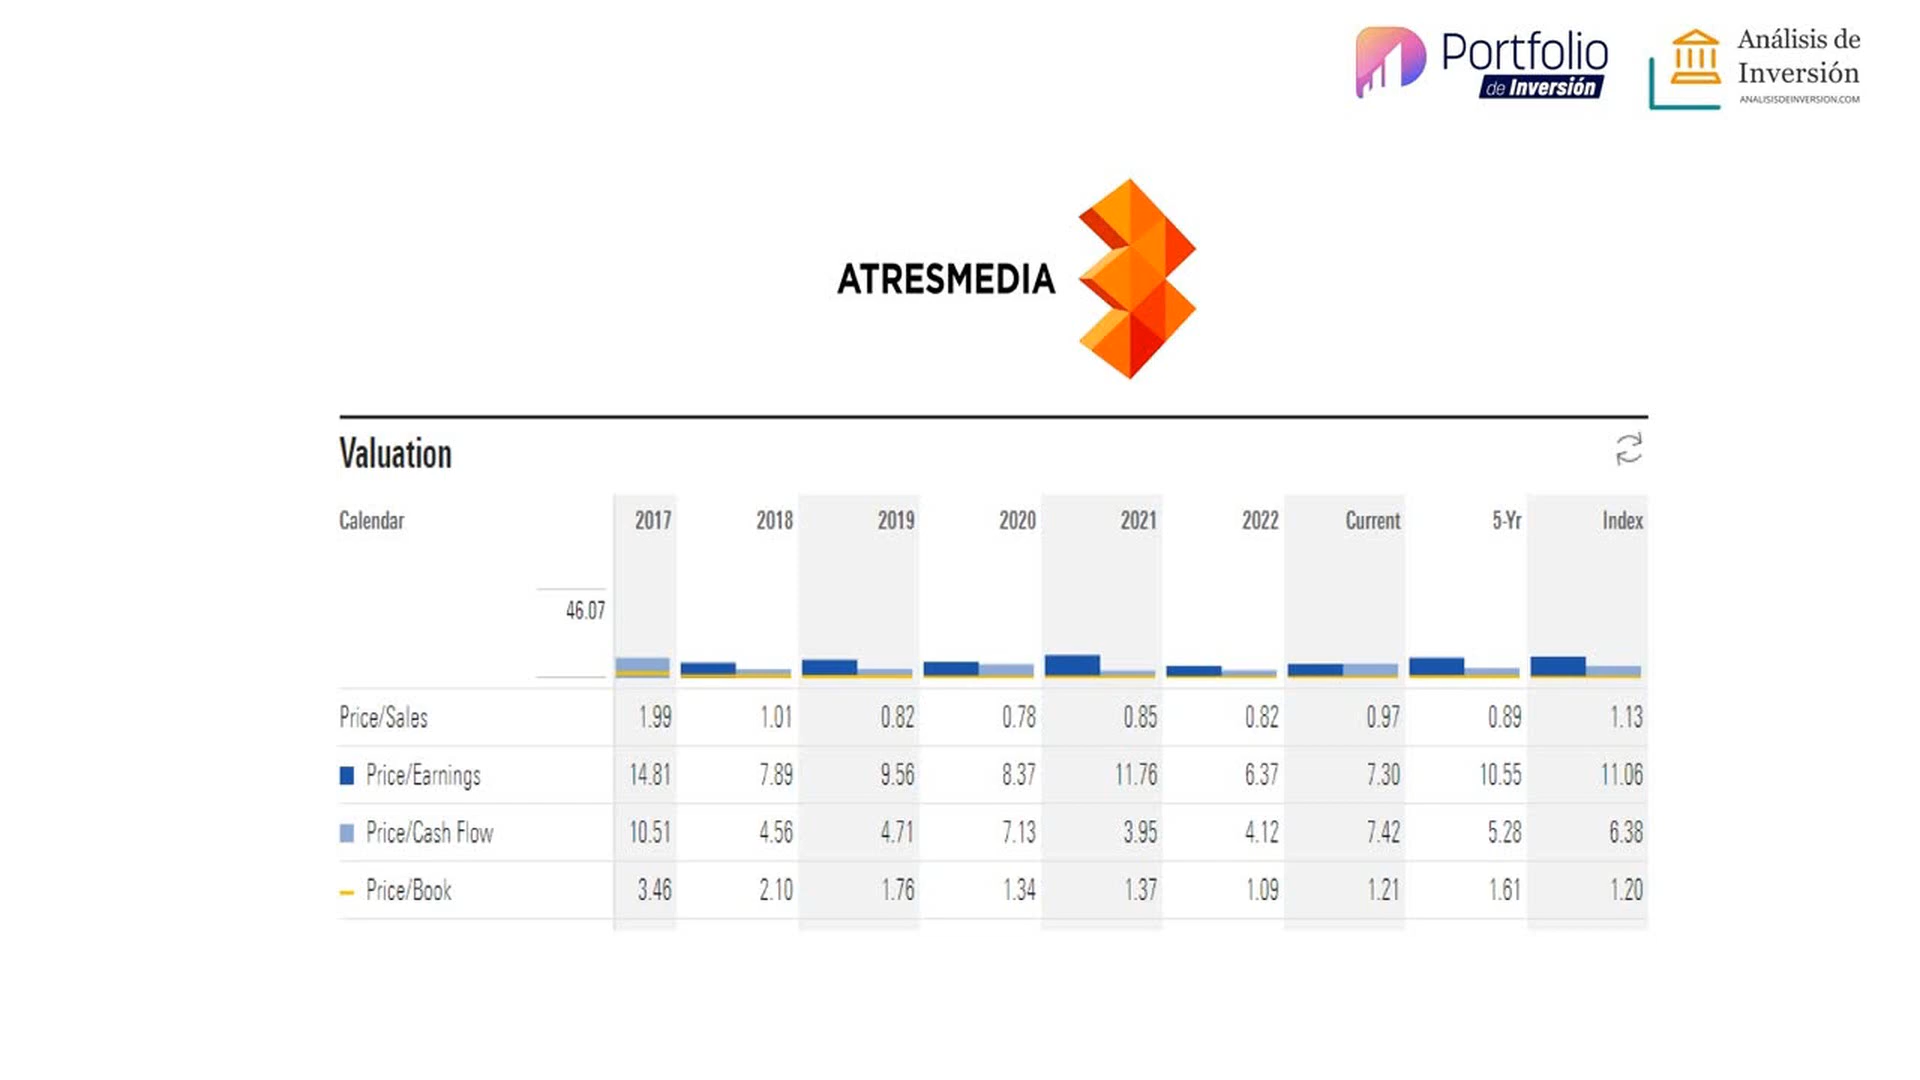 Portfolio
de Inversión
Análisis de
Inversión
ANALISISDEINVERSION.COM
ATRESMEDIA
Valuation
Calendar 2017 2018 2019 2020 2021 2022 Current 5-Yr Index
46.07
Price/Sales 1.99 1.01 0.82 0.78 0.85 0.82 0.97 0.89 1.13
Price/Earnings 14.81 7.89 9.56 8.37 11.76 6.37 7.30 10.55 11.06
Price/Cash Flow 10.51 4.56 4.71 7.13 3.95 4.12 7.42 5.28 6.38
Price/Book 3.46 2.10 1.76 1.34 1.37 1.09 1.21 1.61 1.20